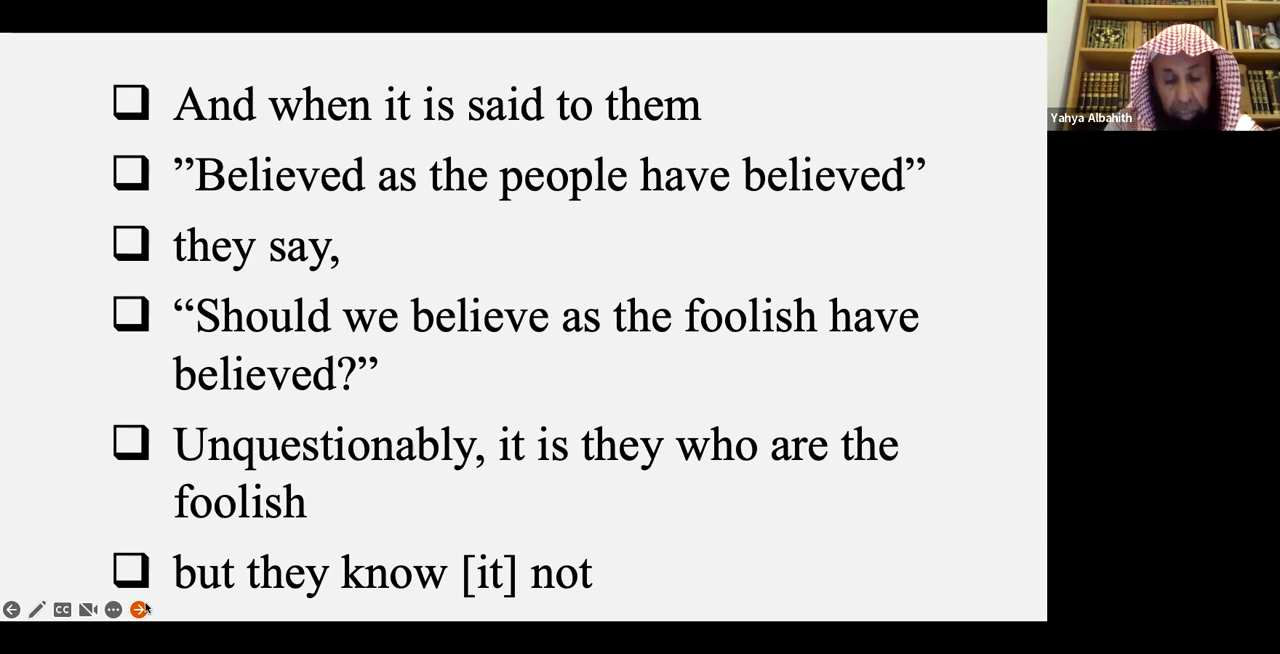 And when it is said to them
”Believed as the people have believed”
they say,
“Should we believe as the foolish have
believed?”
Unquestionably, it is they who are the
foolish
but they know [it] not
CC
Yahya Albahith